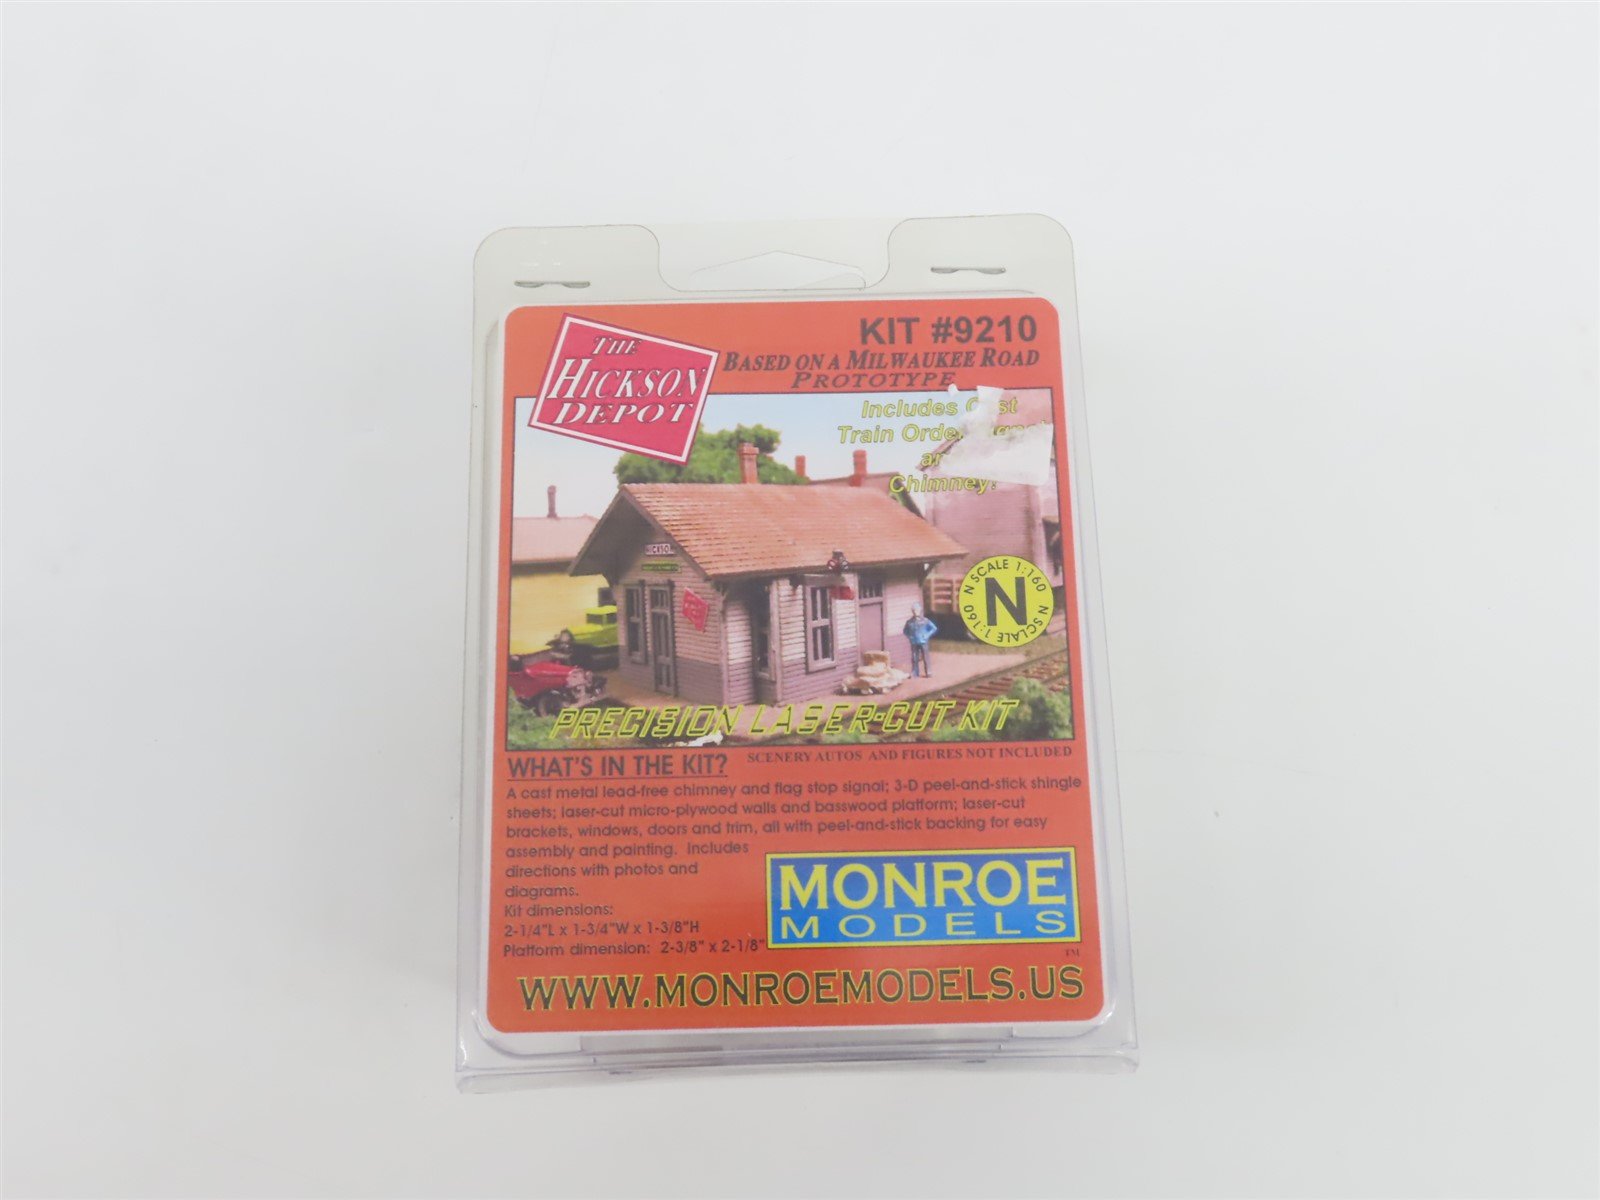 THE
HICKSON
DEPOT
KIT #9210
BASED ON A MILWAUKEE ROAD
PROTOTYPE
Includes
Train
Chimney!
N SCALE 1:160
N
N SCLALE 1:160
PRECISION LASER-CUT KIT
SCENERY AUTOS AND FIGURES NOT INCLUDED
WHAT'S IN THE KIT?
A cast metal lead-free chimney and flag stop signal; 3-D peel-and-stick shingle
sheets; laser-cut micro-plywood walls and basswood platform; laser-cut
brackets, windows, doors and trim, all with peel-and-stick backing for easy
assembly and painting. Includes
directions with photos and
diagrams.
Kit dimensions:
2-1/4"L x 1-3/4"W x 1-3/8"H
Platform dimension: 2-3/8" x 2-1/8"
MONROE
MODELS
TM
WWW.MONROEMODELS.US